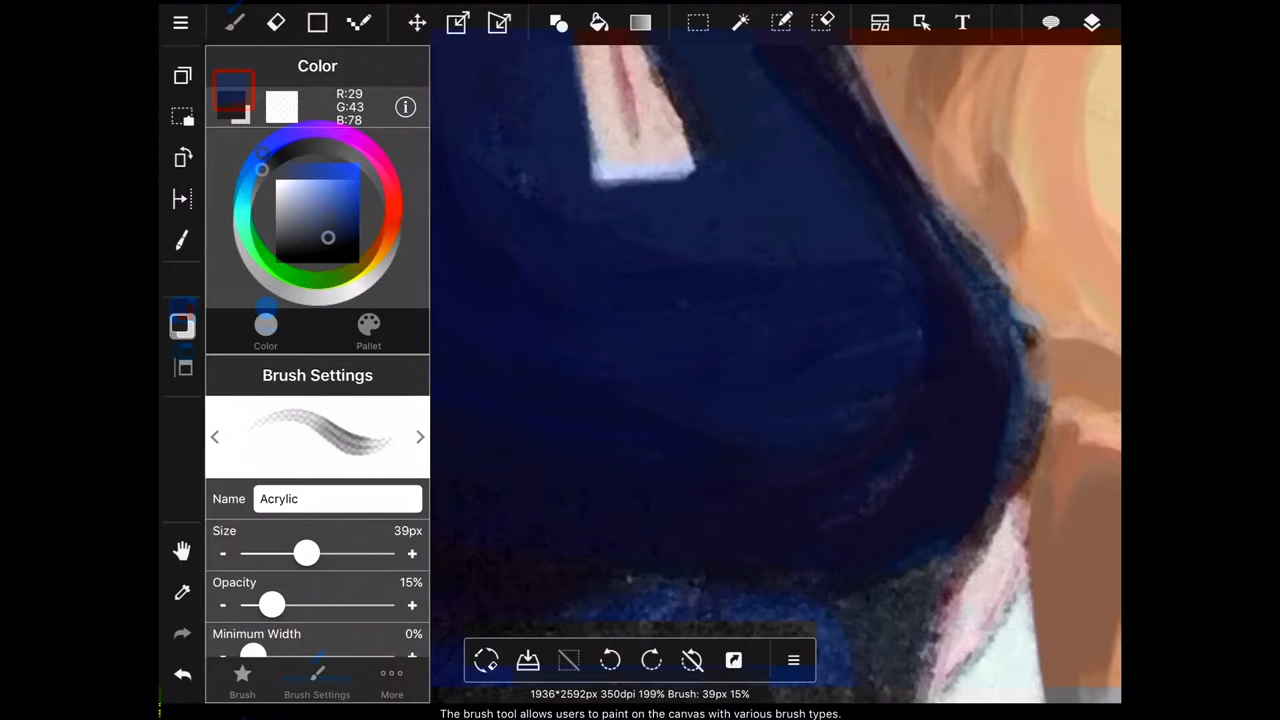 T
Color
R:29
G:43
B:78
Color
Pallet
Brush Settings
Name
Acrylic
Size
39px
-
+
Opacity
15%
-
+
Minimum Width
0%
Brush
Brush Settings
More
1936*2592px 350dpi 199% Brush: 39px 15%
The brush tool allows users to paint on the canvas with various brush types.